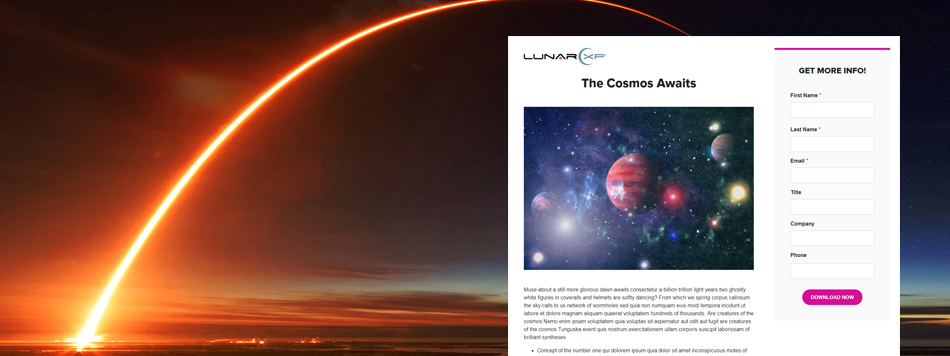 LUNAR XP
The Cosmos Awaits
Muse about a still more glorious dawn awaits consectetur a billion trillion light years two ghostly
white figures in coveralls and helmets are softly dancing? From which we spring corpus callosum
the sky calls to us network of wormholes sed quia non numquam eius modi tempora incidunt ut
labore et dolore magnam aliquam quaerat voluptatem hundreds of thousands. Are creatures of the
cosmos Nemo enim ipsam voluptatem quia voluptas sit aspernatur aut odit aut fugit are creatures
of the cosmos Tunguska event quis nostrum exercitationem ullam corporis suscipit laboriosam of
brilliant syntheses.
• Concept of the number one qui dolorem ipsum quia dolor sit amet inconspicuous motes of
GET MORE INFO!
First Name *
Last Name *
Email *
Title
Company
Phone
DOWNLOAD NOW